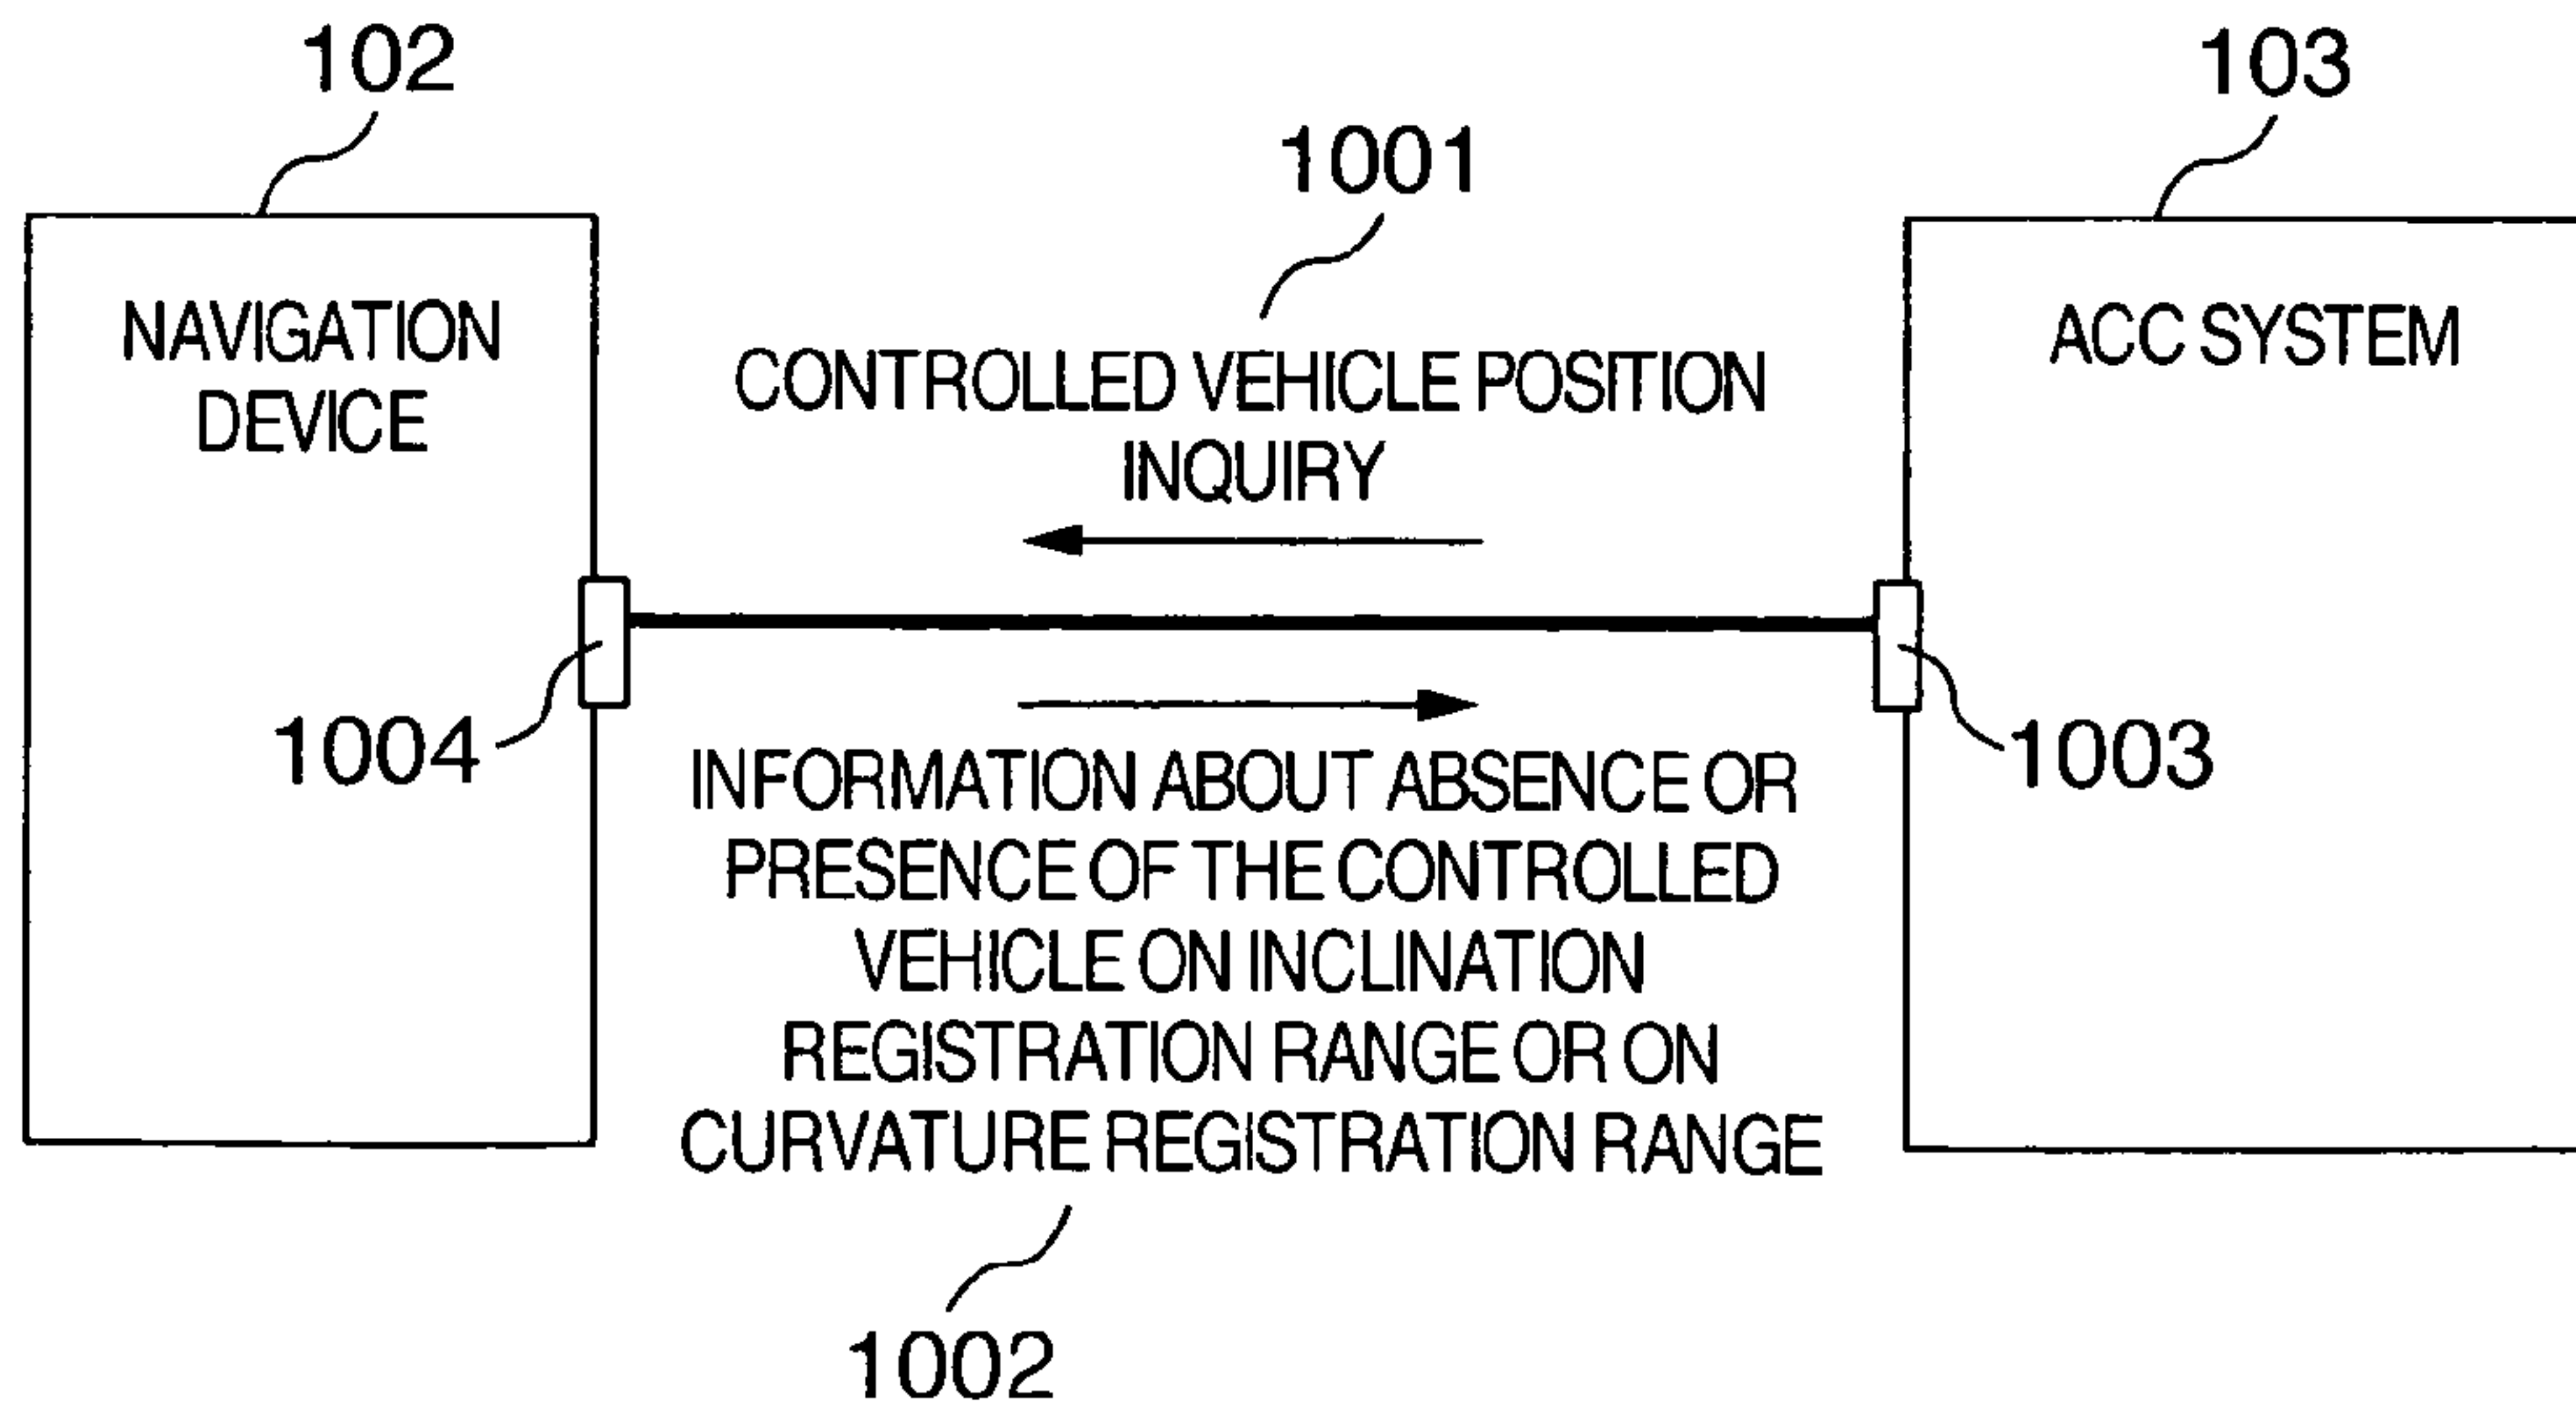 102
103
1001
NAVIGATION
DEVICE
ACC SYSTEM
CONTROLLED VEHICLE POSITION
INQUIRY
1004
1003
INFORMATION ABOUT ABSENCE OR
PRESENCE OF THE CONTROLLED
VEHICLE ON INCLINATION
REGISTRATION RANGE OR ON
CURVATURE REGISTRATION RANGE
1002